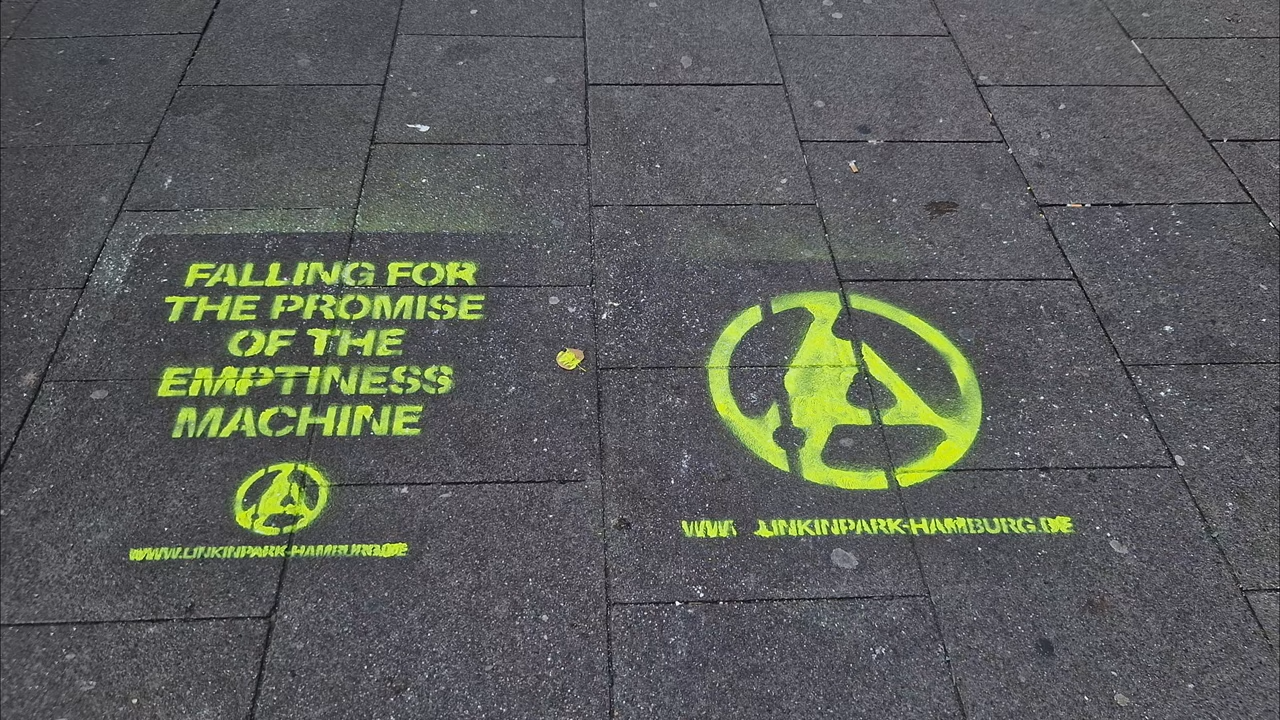 FALLING FOR
THE PROMISE
OF THE
EMPTINESS
MACHINE
WWW.LINKINPARK-HAMBURG.DE
WWW LINKINPARK-HAMBURG.DE